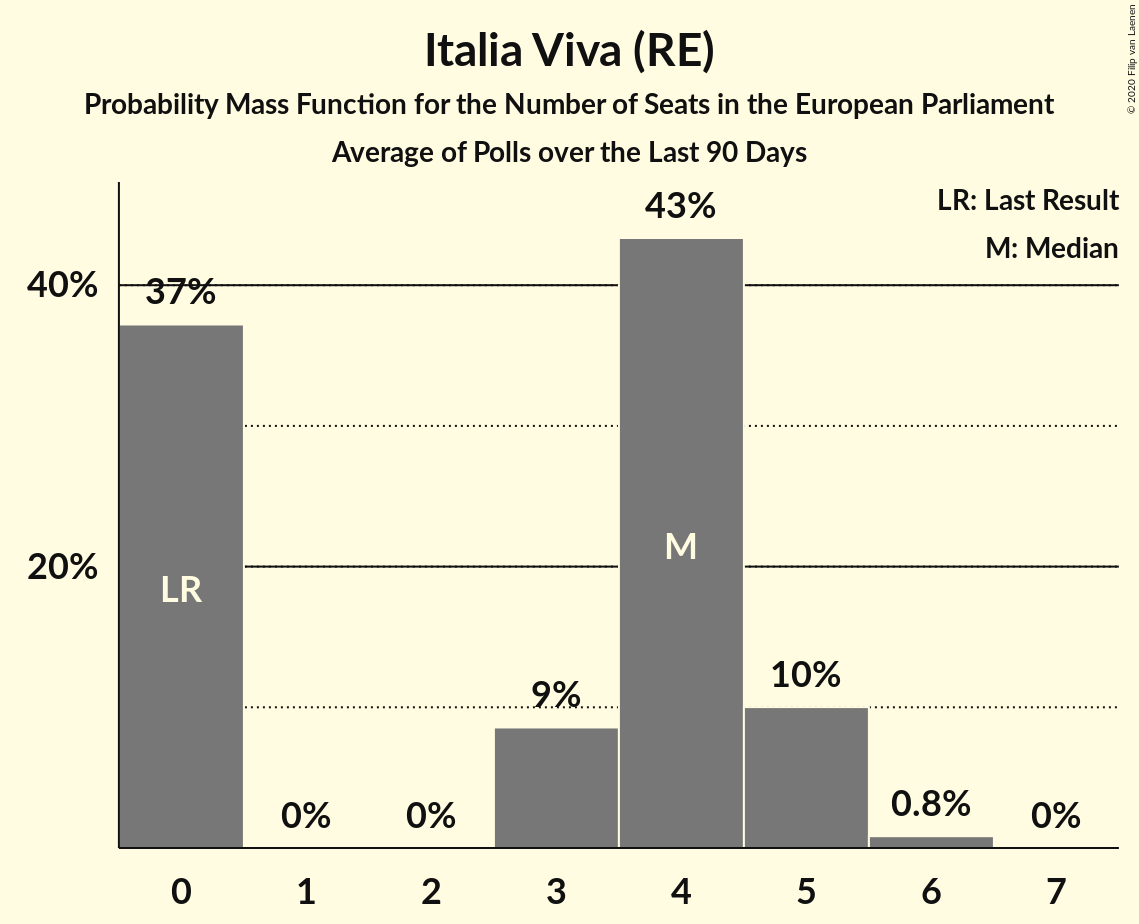 Italia Viva (RE)
Probability Mass Function for the Number of Seats in the European Parliament
Average of Polls over the Last 90 Days
© 2020 Filip van Laenen
LR: Last Result
M: Median
43%
40%
37%
M
20%
LR
10%
9%
0.8%
0%
0%
0%
0 1 2 3 4 5 6 7